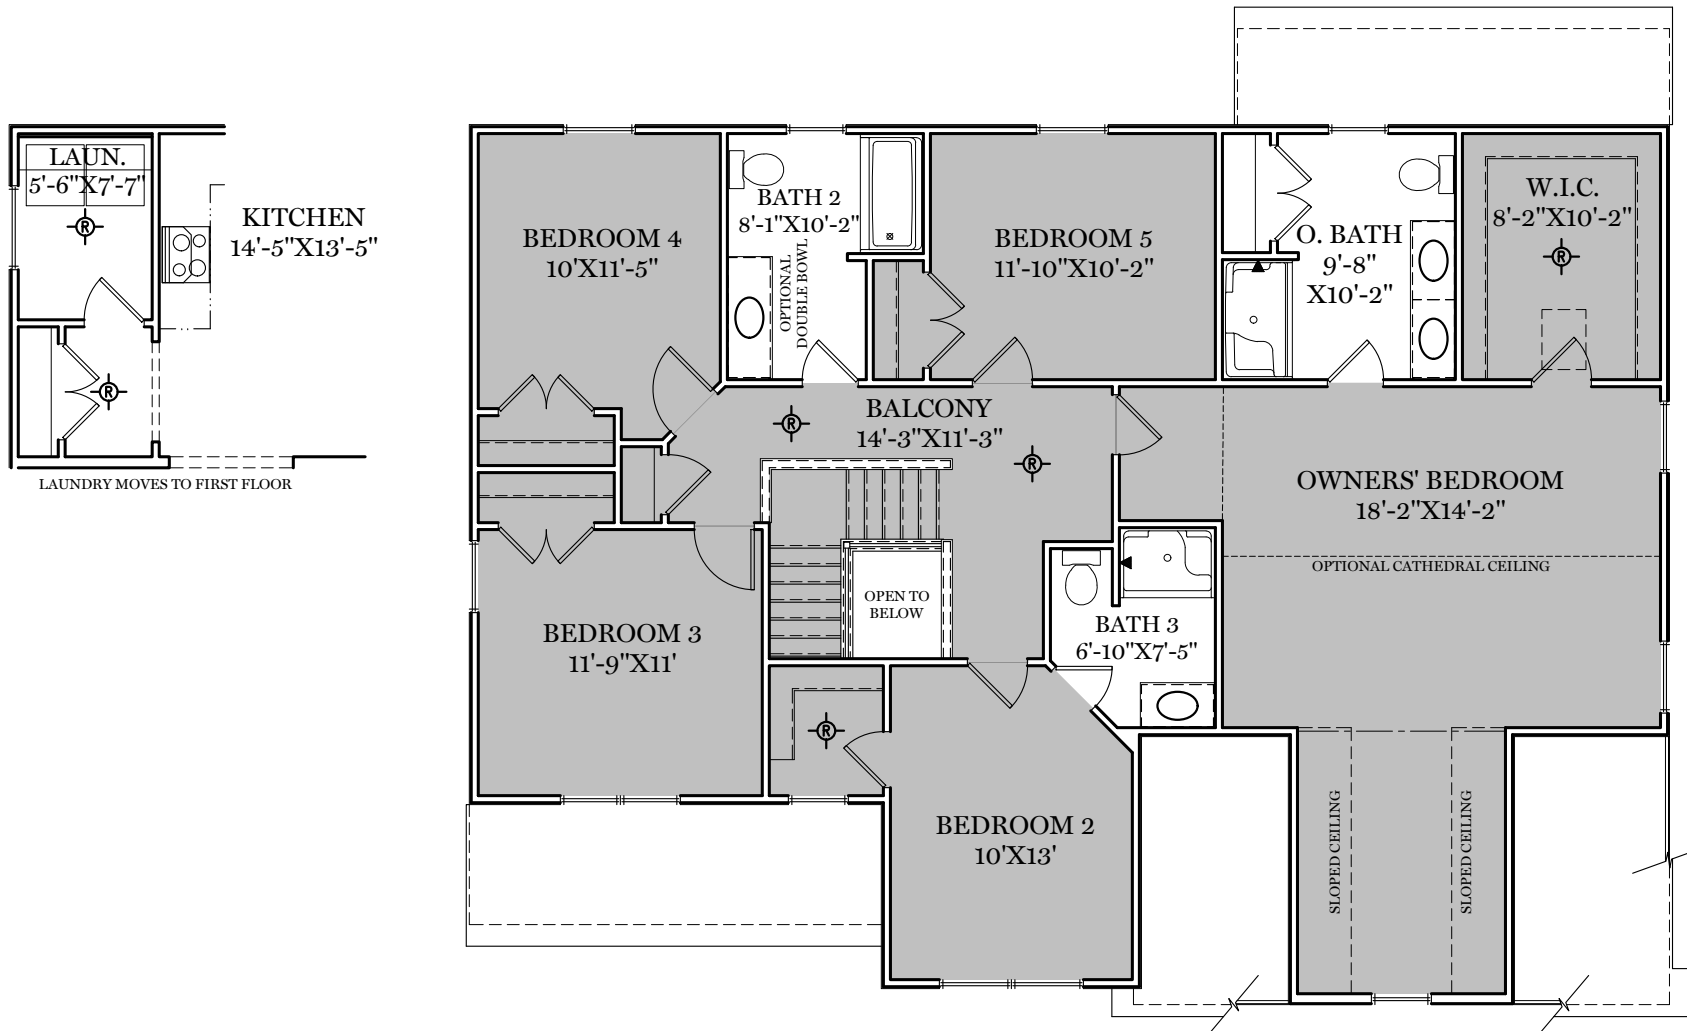 LAUN.
5'-6"X7'-7"
R
KITCHEN
14'-5"X13'-5"
R
LAUNDRY MOVES TO FIRST FLOOR
BEDROOM 4
10'X11'-5"
BATH 2
8'-1"X10'-2"
OPTIONAL
DOUBLE BOWL
BEDROOM 5
11'-10"X10'-2"
O. BATH
9'-8"
X10'-2"
W.I.C.
8'-2"X10'-2"
R
BALCONY
14'-3"X11'-3"
R
R
OWNERS' BEDROOM
18'-2"X14'-2"
OPTIONAL CATHEDRAL CEILING
OPEN TO
BELOW
BEDROOM 3
11'-9"X11'
BATH 3
6'-10"X7'-5"
R
BEDROOM 2
10'X13'
SLOPED CEILING
SLOPED CEILING